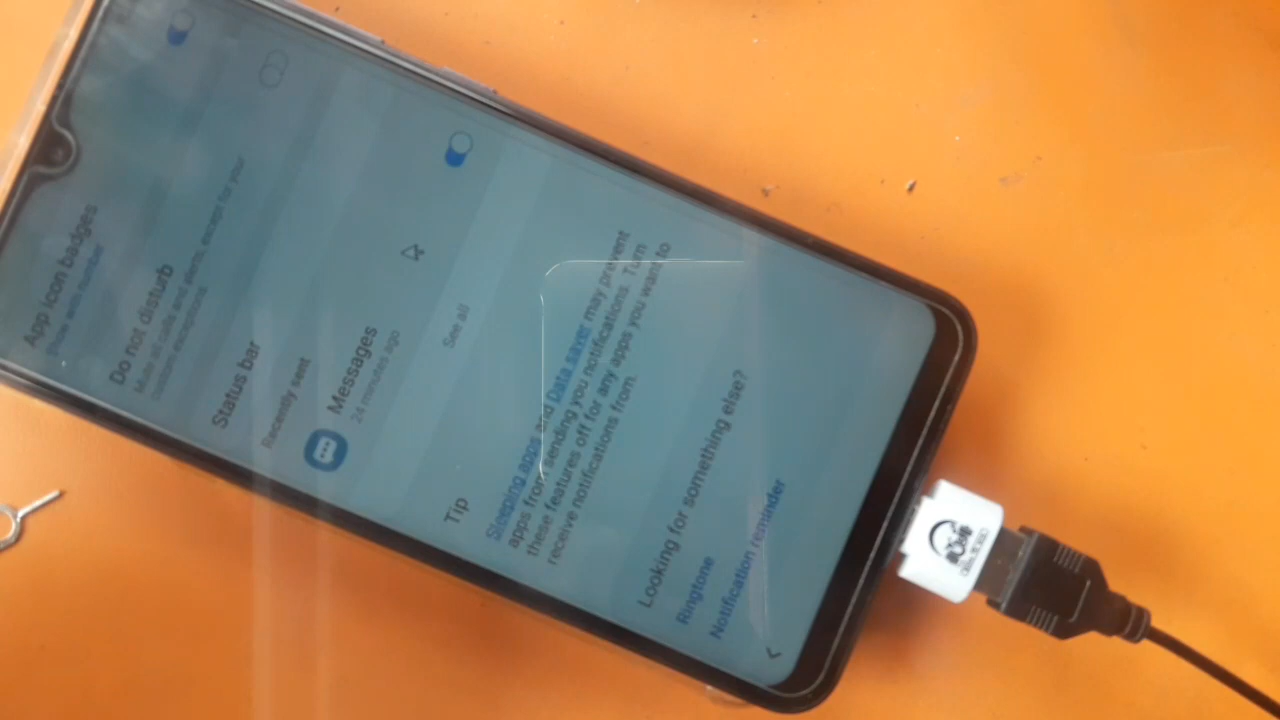 App icon badges
Show with number
Do not disturb
Mute all calls and alerts, except for your
custom exceptions.
Status bar
Recently sent
Messages
24 minutes ago
See all
Tip
Sleeping apps and Data saver may prevent
apps from sending you notifications. Turn
these features off for any apps you want to
receive notifications from.
Looking for something else?
Ringtone
Notification reminder